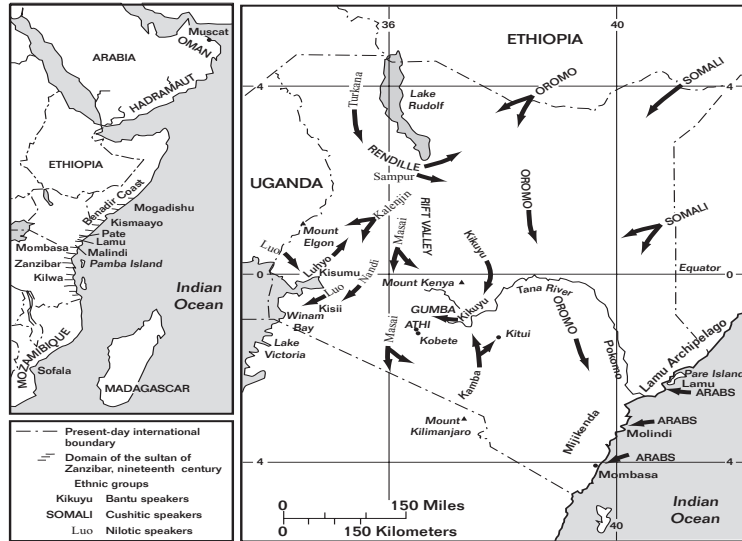 Muscat
OMAN
ARABIA
HADRAMAUT
ETHIOPIA
Benadir Coast
Mogadishu
Kismaayo
Pate
Lamu
Mombasa
Malindi
Zanzibar
Pamba Island
Kilwa
Indian
Ocean
MOZAMBIQUE
Sofala
MADAGASCAR
Present-day international
boundary
Domain of the sultan of
Zanzibar, nineteenth century
Ethnic groups
Kikuyu Bantu speakers
SOMALI Cushitic speakers
Luo Nilotic speakers
36
40
ETHIOPIA
4
4
Turkana
Lake
Rudolf
OROMO
SOMALI
RENDILLE
Sampur
UGANDA
Kalenjin
RIFT VALLEY
OROMO
SOMALI
Mount
Elgon
Masai
Kikuyu
Luo
Luhyo
Kisumu
Nandi
Equator
0
0
Mount Kenya
Tana River
Luo
Kisii
Winam
Bay
GUMBA
Kikuyu
ATHI
Kobete
Kitui
OROMO
Pokomo
Lake
Victoria
Masai
Kamba
Lamu Archipelago
Pare Island
Lamu
ARABS
Mount
Kilimanjaro
Mijikenda
ARABS
Molindi
4
4
ARABS
Mombasa
0 150 Miles
0 150 Kilometers
Indian
Ocean
40